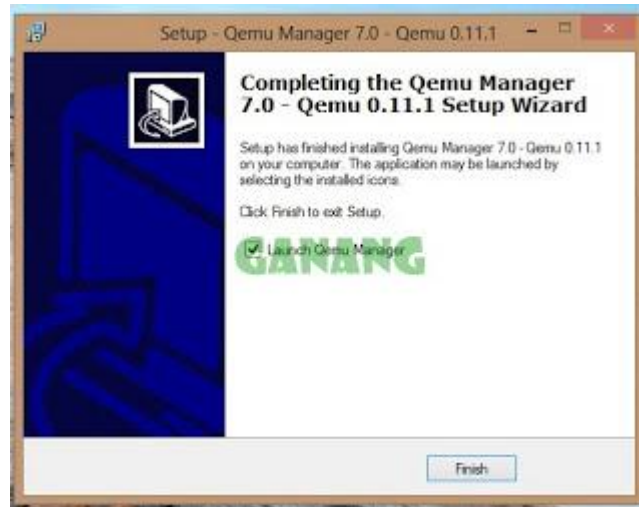 Setup - Qemu Manager 7.0 - Qemu 0.11.1
Completing the Qemu Manager
7.0 - Qemu 0.11.1 Setup Wizard
Setup has finished installing Qemu Manager 7.0 - Qemu 0.11.1
on your computer. The application may be launched by
selecting the installed icons.
Click Finish to exit Setup.
Launch Qemu Manager
GANANG
Finish